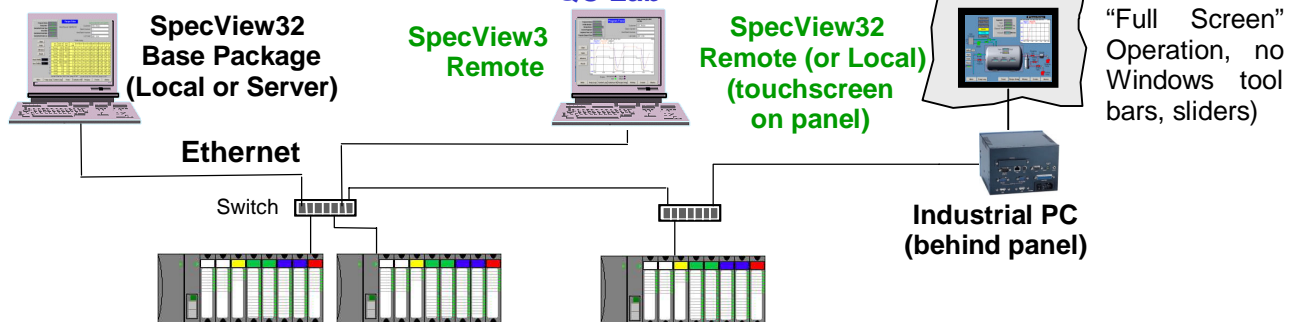 SpecView32
Base Package
(Local or Server)
SpecView3
Remote
SpecView32
Remote (or Local)
(touchscreen
on panel)
“Full Screen”
Operation, no
Windows tool
bars, sliders)
Ethernet
Switch
Industrial PC
(behind panel)